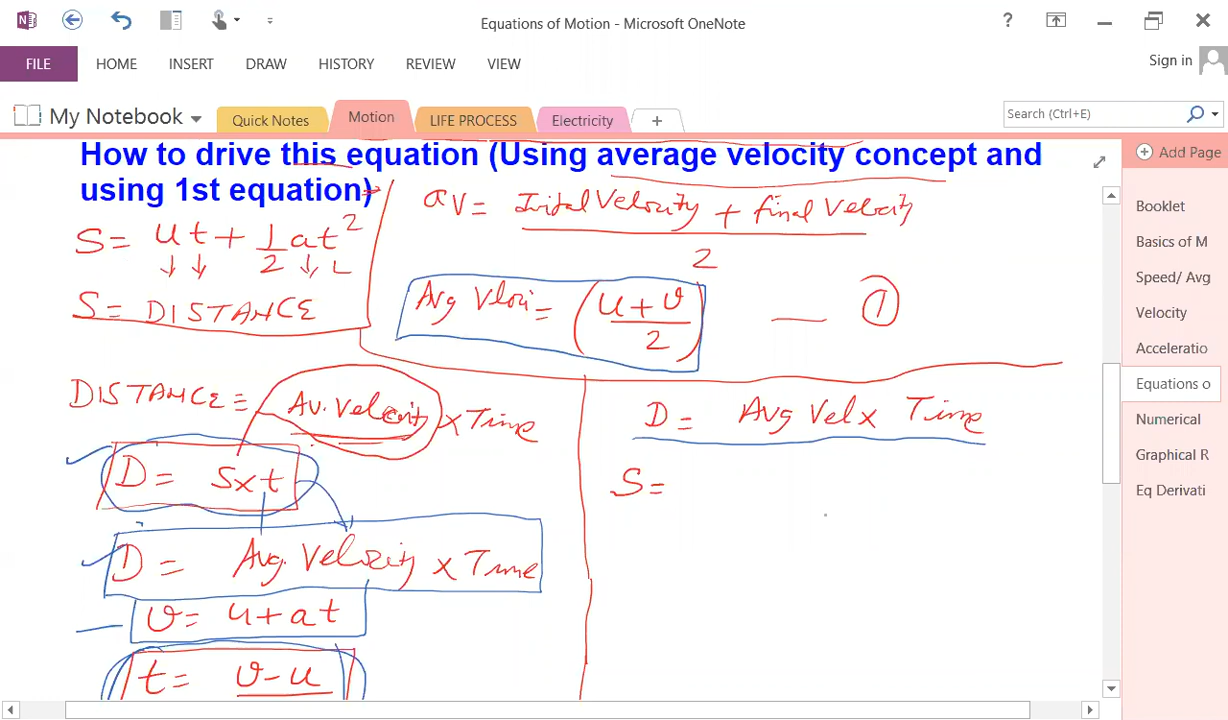 Equations of Motion - Microsoft OneNote
?
FILE HOME INSERT DRAW HISTORY REVIEW VIEW
Sign in
My Notebook Quick Notes Motion LIFE PROCESS Electricity +
Search (Ctrl+E)
How to drive this equation (Using average velocity concept and
using 1st equation)
Add Page
Booklet
Basics of M
Speed/ Avg
Velocity
Acceleratio
Equations o
Numerical
Graphical R
Eq Derivati
S= ut + 1/2 at²
S= DISTANCE
av= Inital Velocity + final Velocity
2
Avg Vloci= (u+v/2) — 1
DISTANCE = Av. Velocity × Time
D= S×t
D= Avg. Velocity × Time
v= u+at
t= v-u
D= Avg Vel× Time
S=